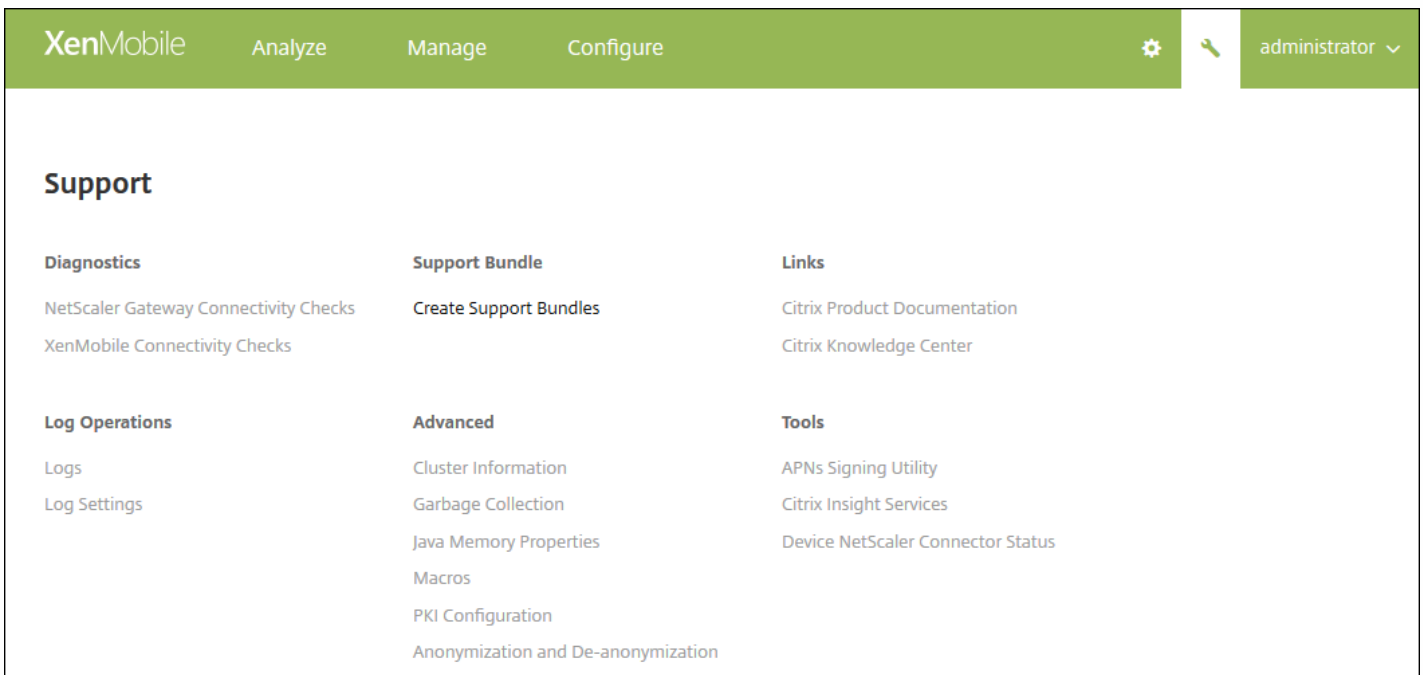 XenMobile Analyze Manage Configure administrator
Support
Diagnostics
NetScaler Gateway Connectivity Checks
XenMobile Connectivity Checks
Support Bundle
Create Support Bundles
Links
Citrix Product Documentation
Citrix Knowledge Center
Log Operations
Logs
Log Settings
Advanced
Cluster Information
Garbage Collection
Java Memory Properties
Macros
PKI Configuration
Anonymization and De-anonymization
Tools
APNs Signing Utility
Citrix Insight Services
Device NetScaler Connector Status